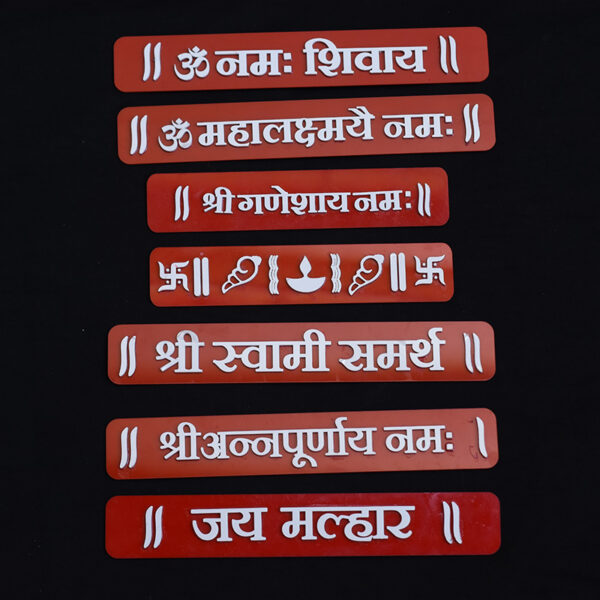 ॥ ॐ नमः शिवाय ॥
॥ ॐ महालक्ष्मयै नमः ॥
॥ श्री गणेशाय नमः ॥
卐 ॥ ॥ 卐
॥ श्री स्वामी समर्थ ॥
॥ श्री अन्नपूर्णाय नमः ।
॥ जय मल्हार ॥